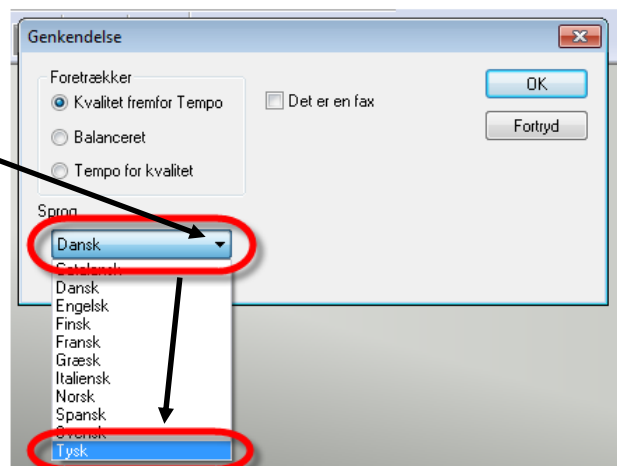 Genkendelse
Foretrækker
Kvalitet fremfor Tempo
Balanceret
Tempo for kvalitet
Det er en fax
OK
Fortryd
Sprog
Dansk
Catalansk
Dansk
Engelsk
Finsk
Fransk
Græsk
Italiensk
Norsk
Spansk
Svensk
Tysk